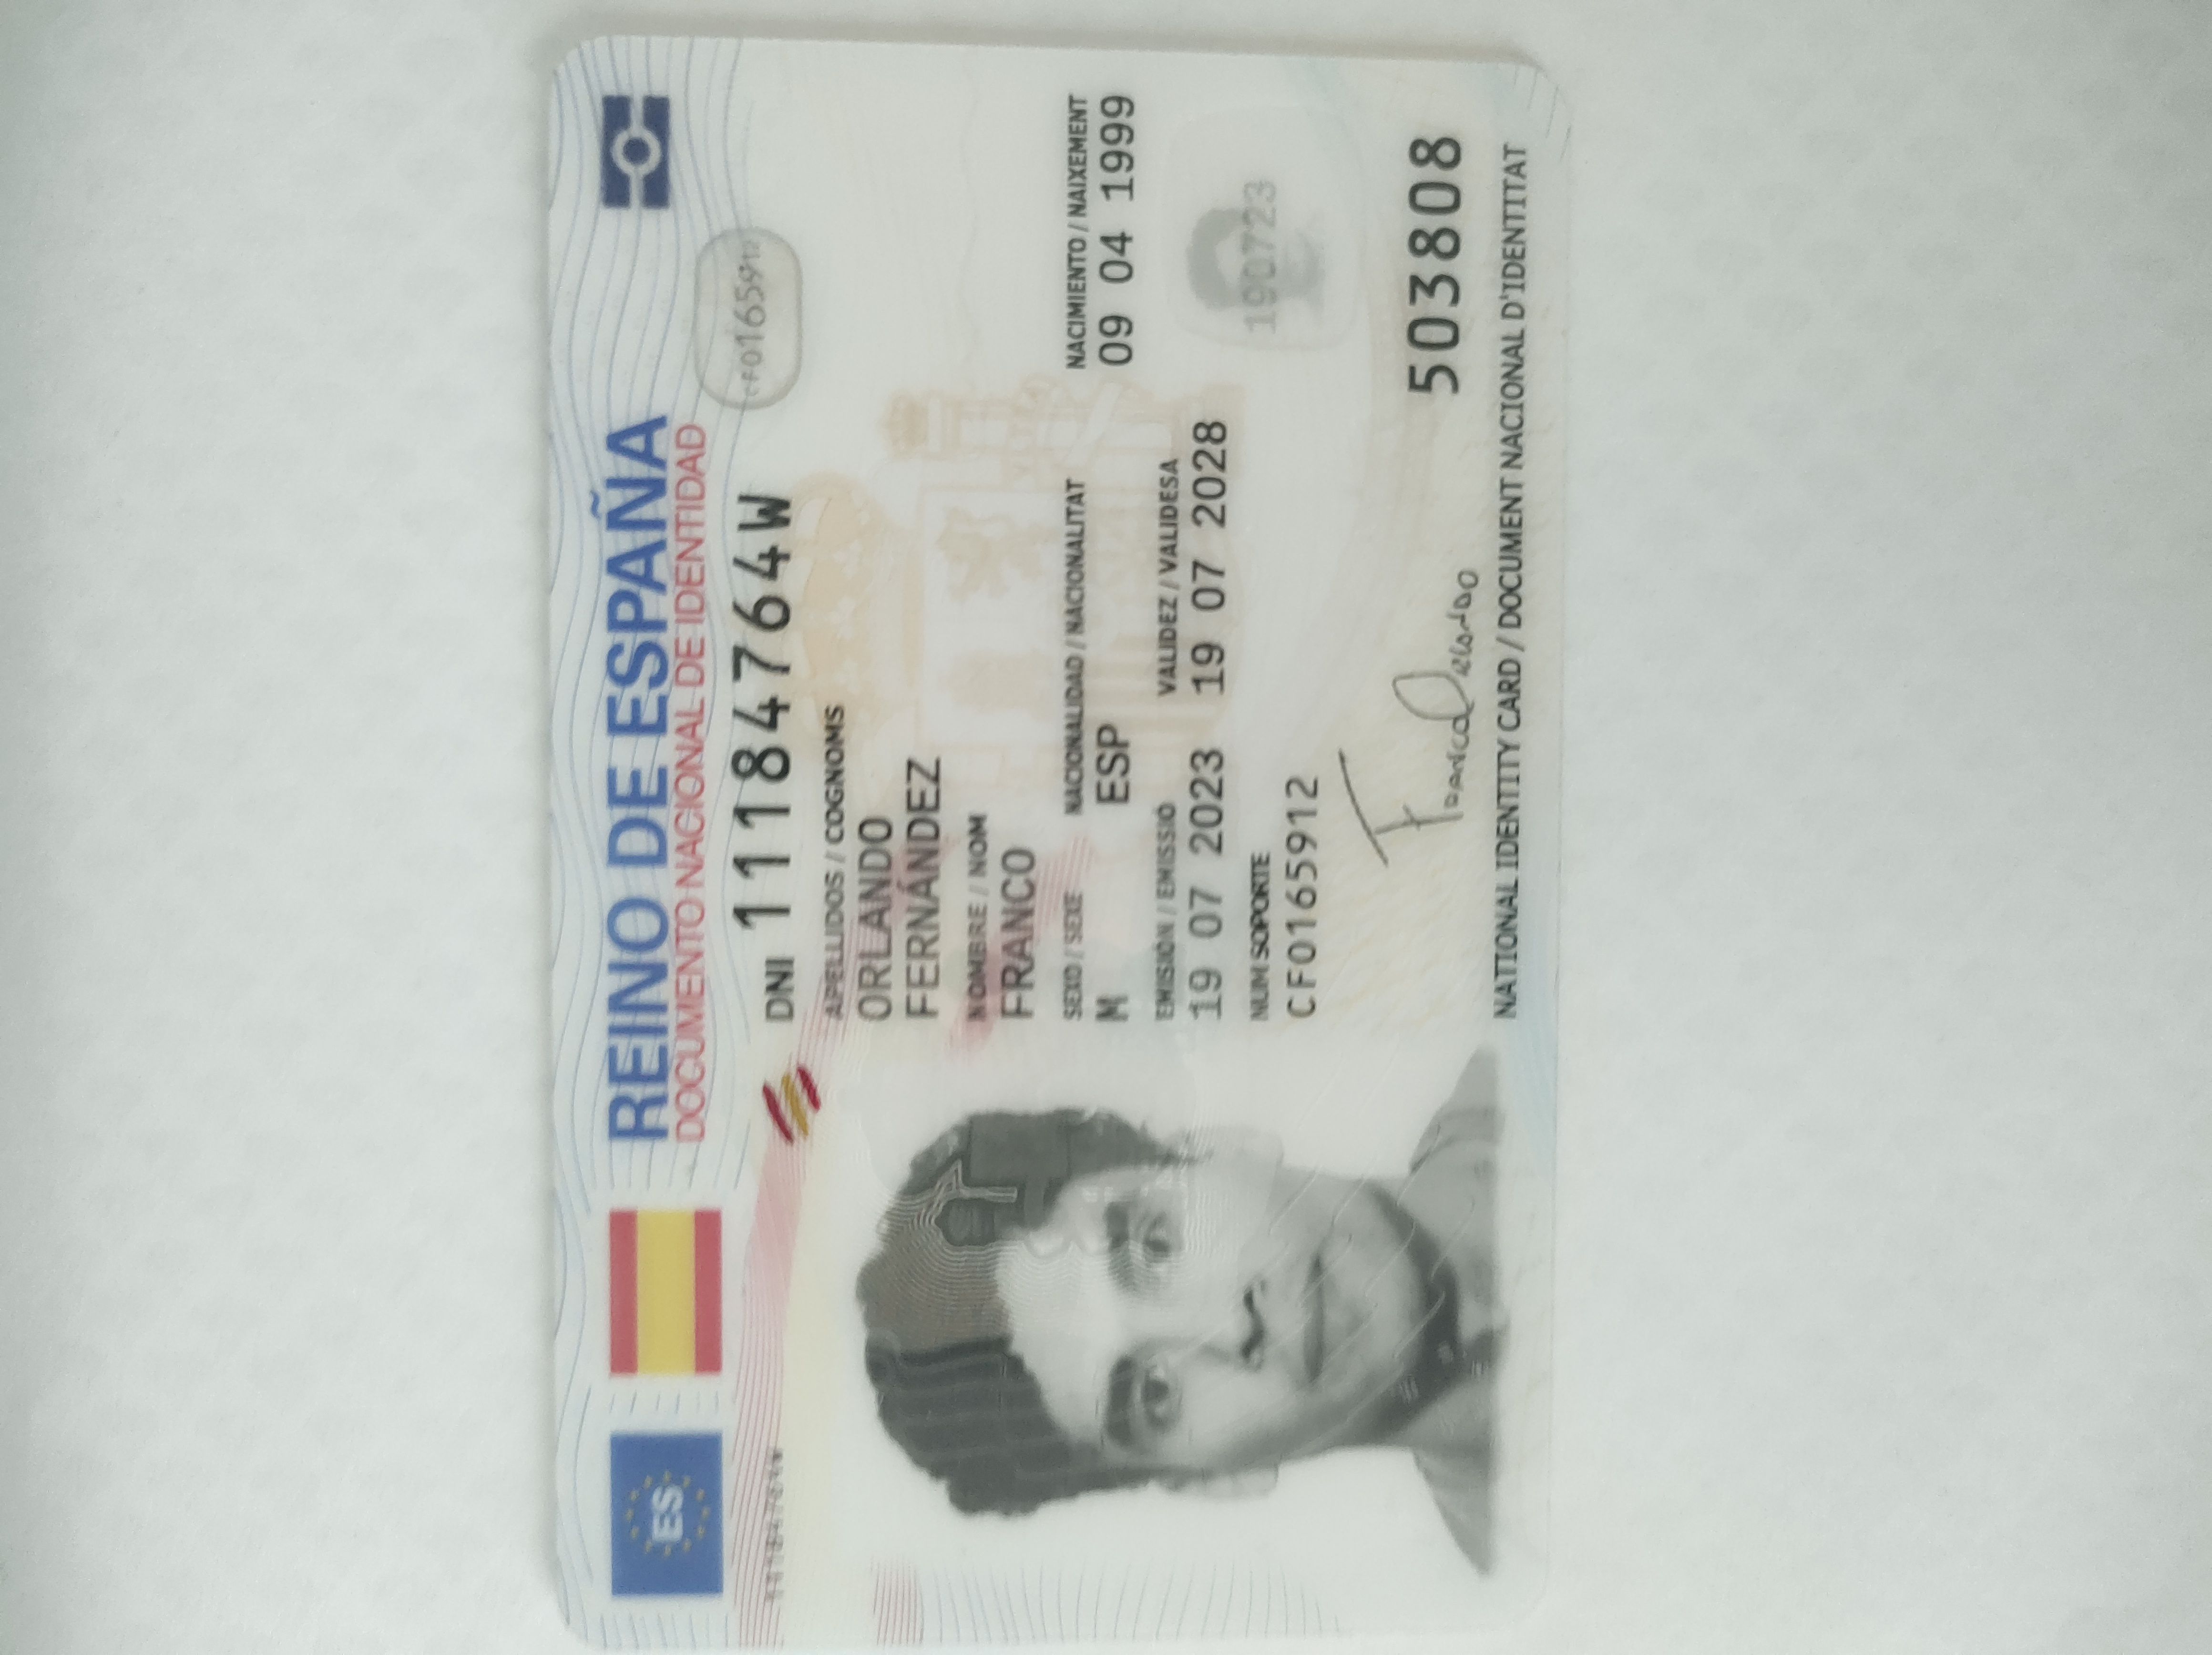 ES
REINO DE ESPAÑA
DOCUMENTO NACIONAL DE IDENTIDAD
11184764W
DNI 11184764W
CF0165912
APELLIDOS / COGNOMS
ORLANDO
FERNÁNDEZ
NOMBRE / NOM
FRANCO
SEXO / SEXE NACIONALIDAD / NACIONALITAT NACIMIENTO / NAIXEMENT
M ESP 09 04 1999
EMISIÓN / EMISSIÓ VALIDEZ / VALIDESA
19 07 2023 19 07 2028
190723
NUM SOPORTE
CF0165912
Franco Orlando
503808
NATIONAL IDENTITY CARD / DOCUMENT NACIONAL D'IDENTITAT